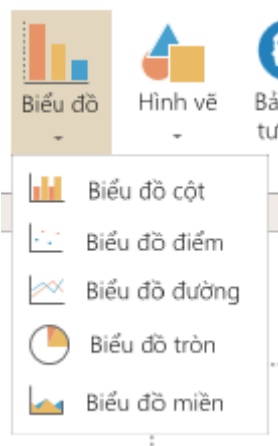 Biểu đồ
Hình vẽ
Biểu đồ cột
Biểu đồ điểm
Biểu đồ đường
Biểu đồ tròn
Biểu đồ miền